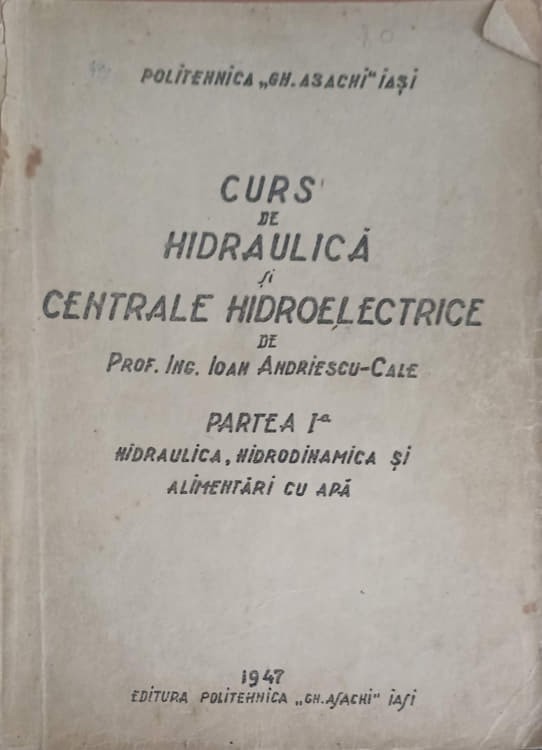 POLITEHNICA „GH. ASACHI" IAŞI
CURS
DE
HIDRAULICĂ
şi
CENTRALE HIDROELECTRICE
DE
PROF. ING. IOAN ANDRIESCU-CALE
PARTEA Iᵃ
HIDRAULICA, HIDRODINAMICA ŞI
ALIMENTĂRI CU APĂ
1947
EDITURA POLITEHNICA „GH. ASACHI" IAŞI